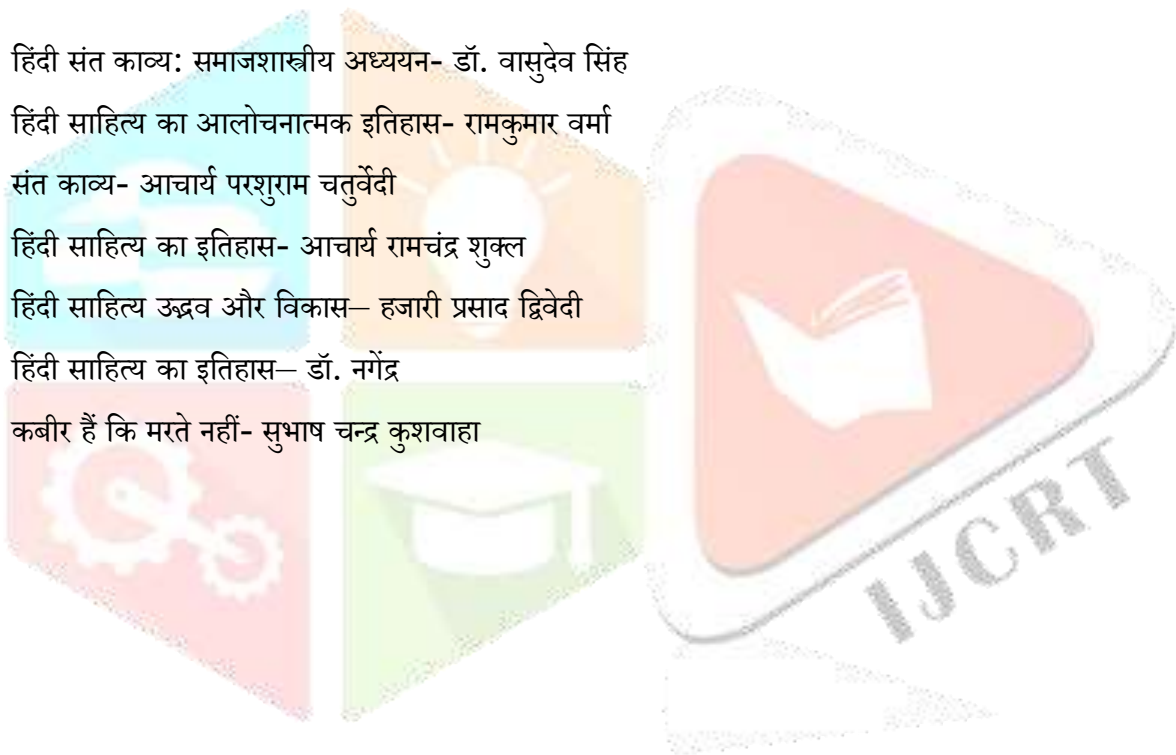 हिंदी संत काव्य: समाजशास्त्रीय अध्ययन- डॉ. वासुदेव सिंह
हिंदी साहित्य का आलोचनात्मक इतिहास- रामकुमार वर्मा
संत काव्य- आचार्य परशुराम चतुर्वेदी
हिंदी साहित्य का इतिहास- आचार्य रामचंद्र शुक्ल
हिंदी साहित्य उद्भव और विकास– हजारी प्रसाद द्विवेदी
हिंदी साहित्य का इतिहास– डॉ. नगेंद्र
कबीर हैं कि मरते नहीं- सुभाष चन्द्र कुशवाहा
IJCRT